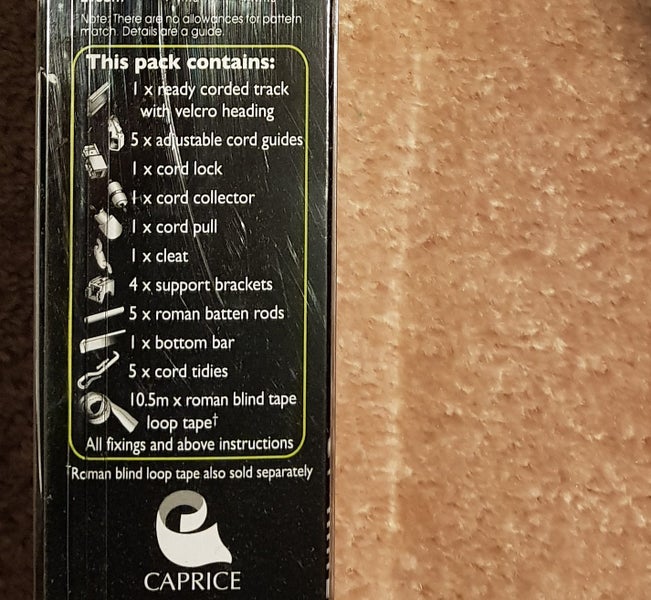 Note: There are no allowances for pattern
match. Details are a guide.
This pack contains:
1 x ready corded track
with velcro heading
5 x adjustable cord guides
1 x cord lock
1 x cord collector
1 x cord pull
1 x cleat
4 x support brackets
5 x roman batten rods
1 x bottom bar
5 x cord tidies
10.5m x roman blind tape
loop tape†
All fixings and above instructions
†Roman blind loop tape also sold separately
CAPRICE